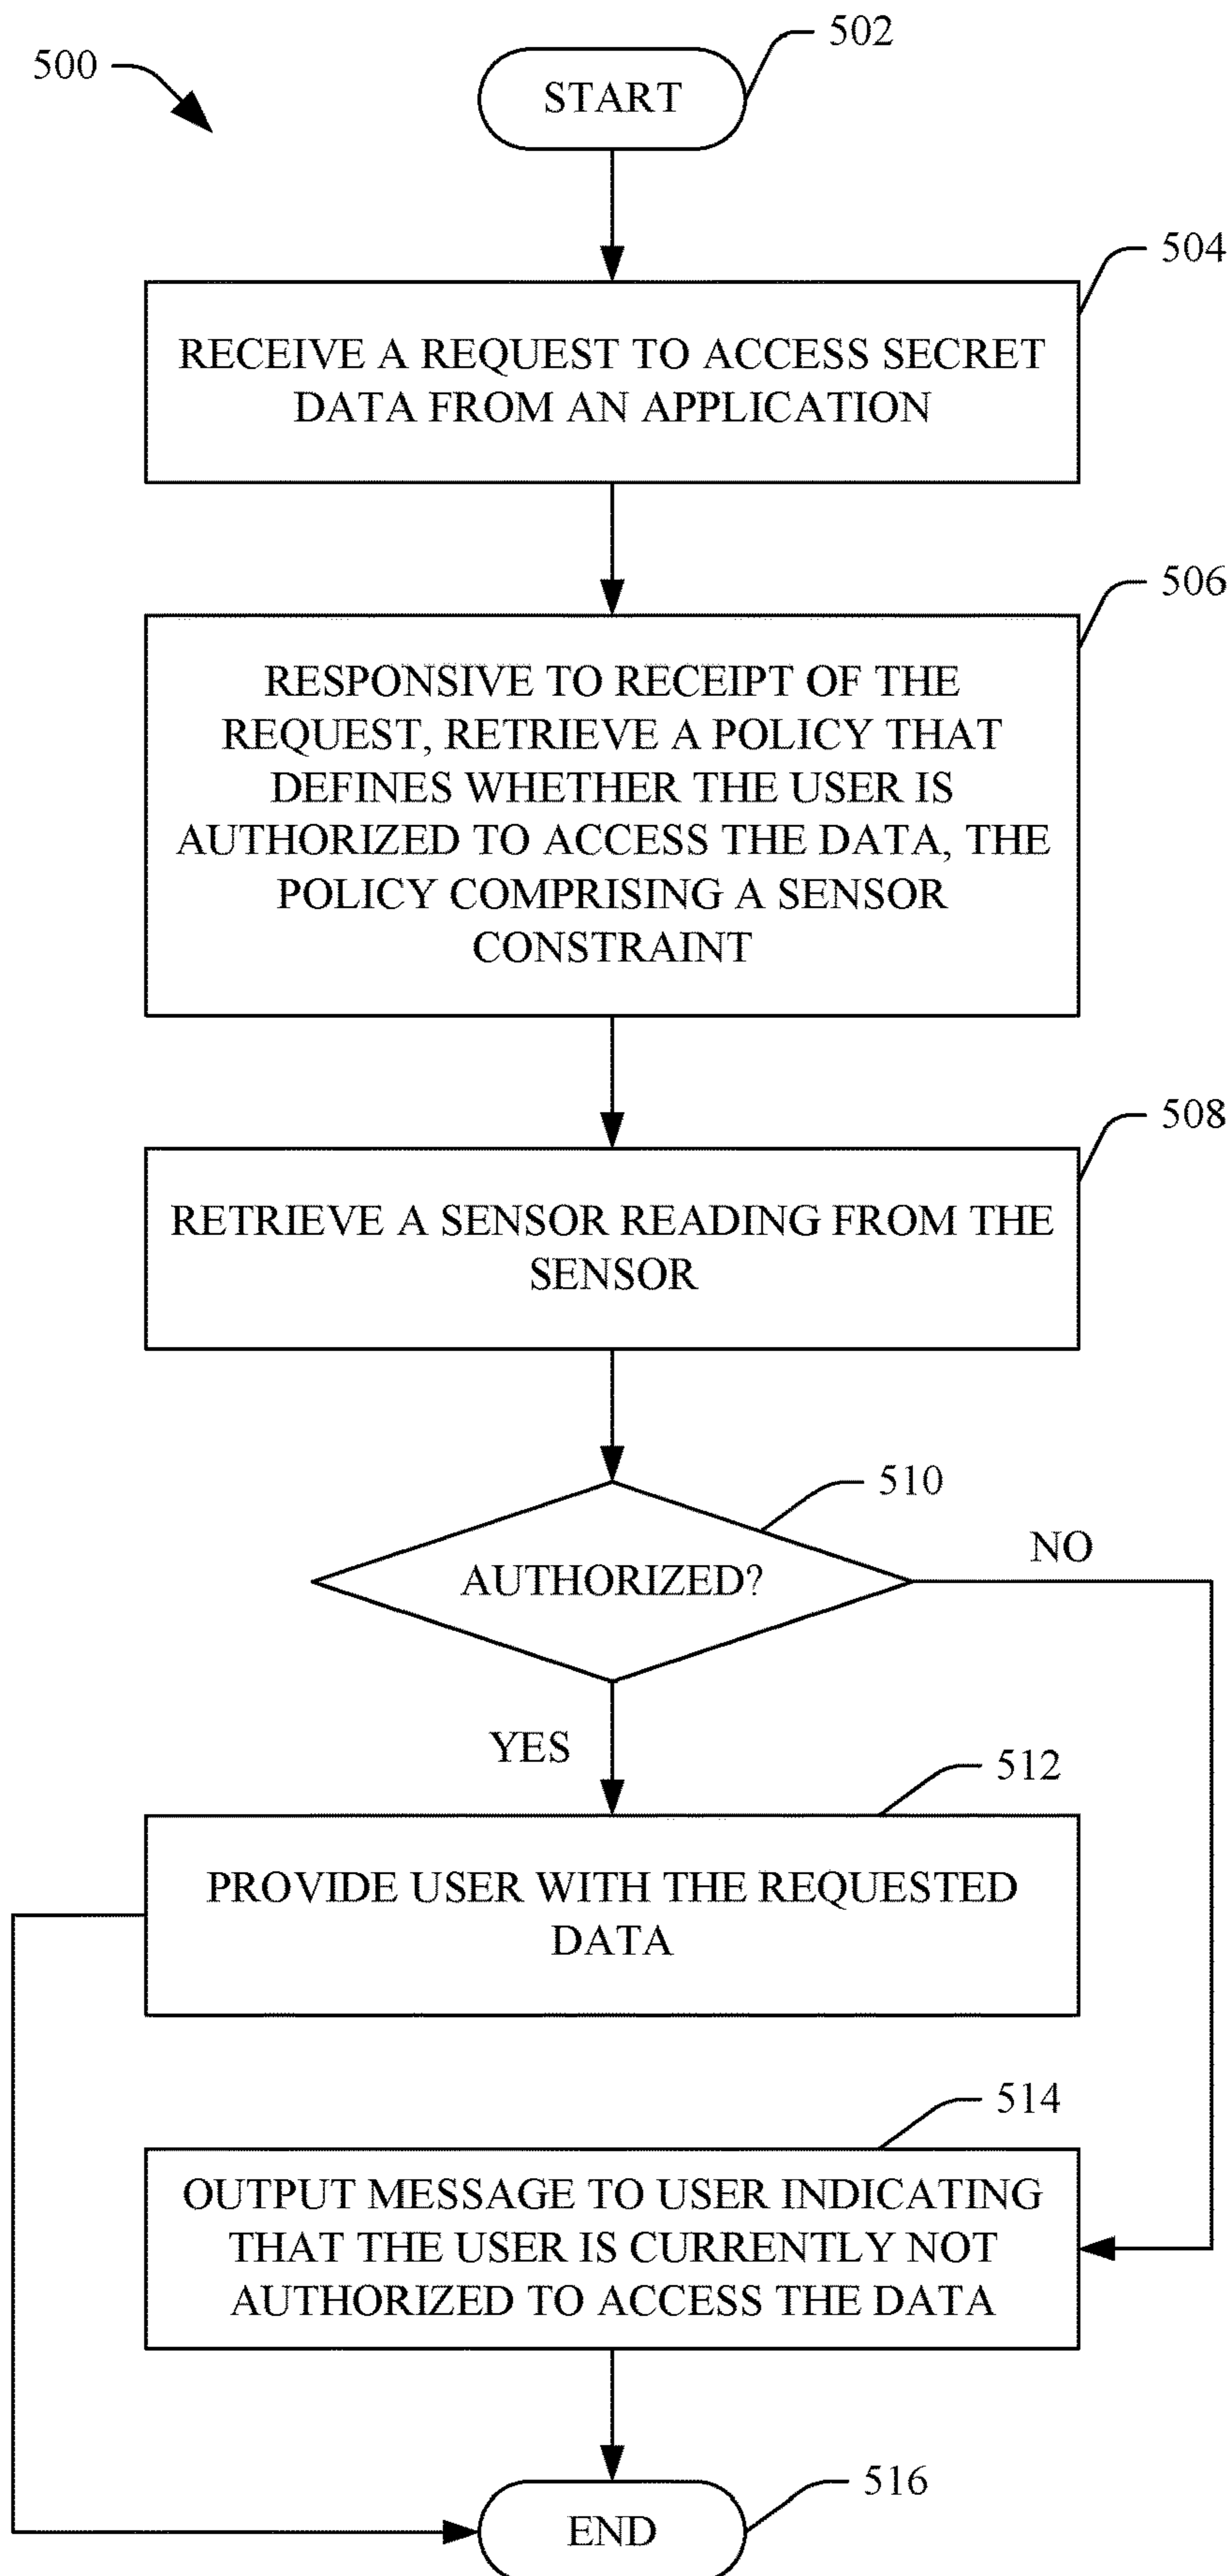 502
500
START
504
RECEIVE A REQUEST TO ACCESS SECRET
DATA FROM AN APPLICATION
506
RESPONSIVE TO RECEIPT OF THE
REQUEST, RETRIEVE A POLICY THAT
DEFINES WHETHER THE USER IS
AUTHORIZED TO ACCESS THE DATA, THE
POLICY COMPRISING A SENSOR
CONSTRAINT
508
RETRIEVE A SENSOR READING FROM THE
SENSOR
510
NO
AUTHORIZED?
YES
512
PROVIDE USER WITH THE REQUESTED
DATA
514
OUTPUT MESSAGE TO USER INDICATING
THAT THE USER IS CURRENTLY NOT
AUTHORIZED TO ACCESS THE DATA
516
END